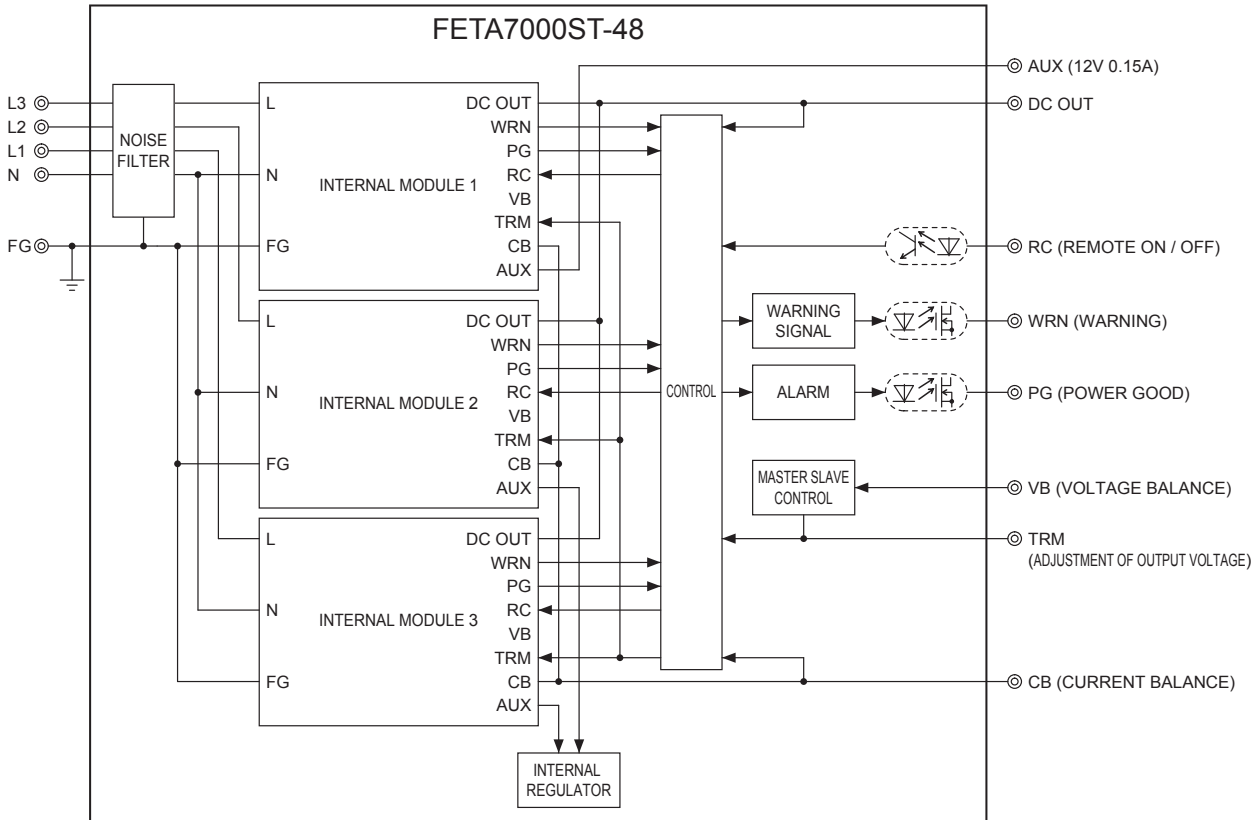 FETA7000ST-48
L3
L2
L1
N
FG
NOISE
FILTER
L
N
FG
INTERNAL MODULE 1
DC OUT
WRN
PG
RC
VB
TRM
CB
AUX
L
N
FG
INTERNAL MODULE 2
DC OUT
WRN
PG
RC
VB
TRM
CB
AUX
L
N
FG
INTERNAL MODULE 3
DC OUT
WRN
PG
RC
VB
TRM
CB
AUX
INTERNAL
REGULATOR
CONTROL
WARNING
SIGNAL
ALARM
MASTER SLAVE
CONTROL
AUX (12V 0.15A)
DC OUT
RC (REMOTE ON / OFF)
WRN (WARNING)
PG (POWER GOOD)
VB (VOLTAGE BALANCE)
TRM
(ADJUSTMENT OF OUTPUT VOLTAGE)
CB (CURRENT BALANCE)